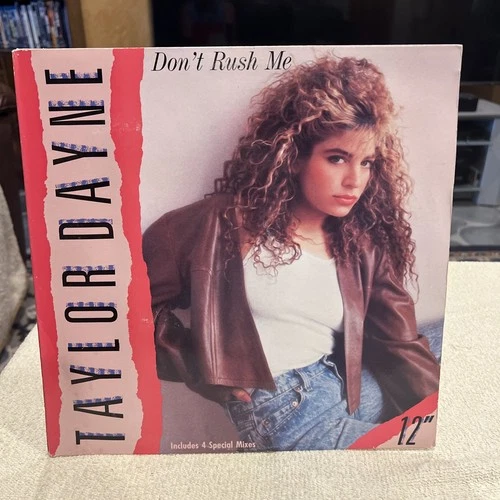 Don't Rush Me
TAYLOR DAYNE
Includes 4 Special Mixes
12"